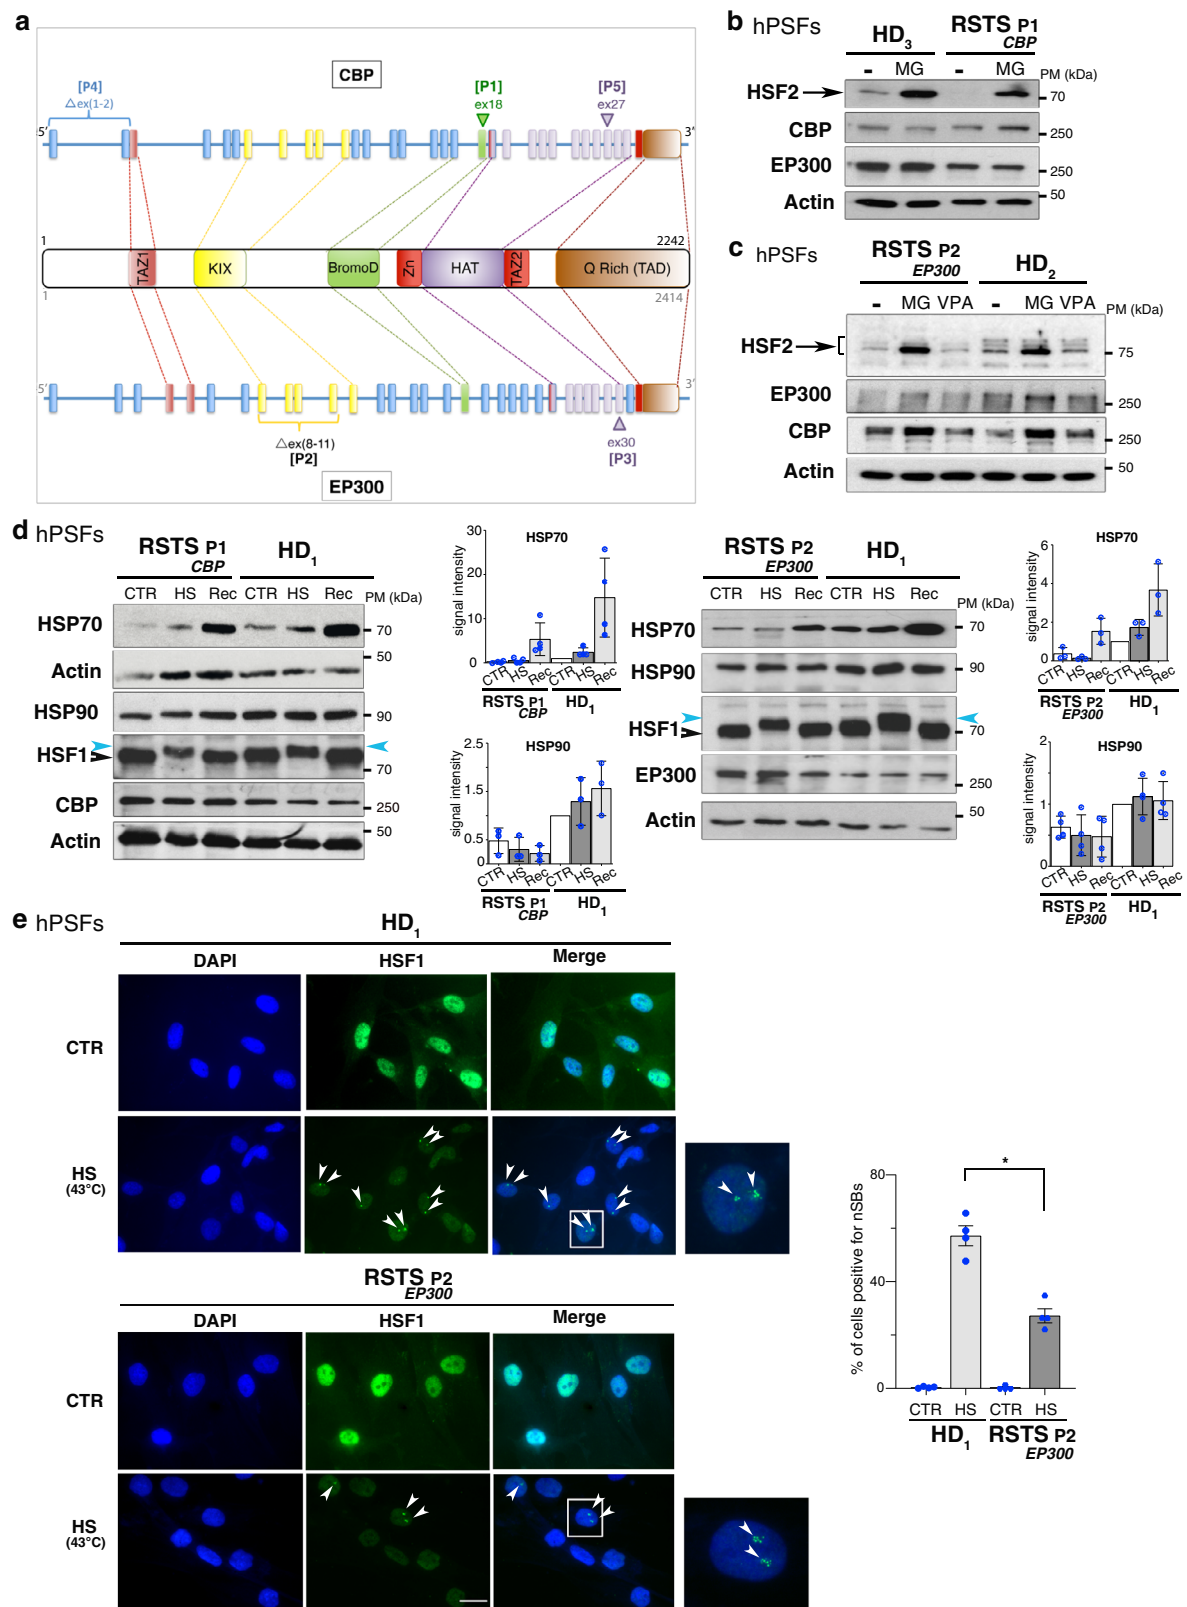 a
CBP
[P4]
△ex(1-2)
[P1]
ex18
[P5]
ex27
5'
3'
1
2242
TAZ1
KIX
BromoD
Zn
HAT
TAZ2
Q Rich (TAD)
1
2414
5'
3'
△ex(8-11)
[P2]
ex30
[P3]
EP300
b hPSFs
HD3
RSTS P1
CBP
-
MG
-
MG
PM (kDa)
HSF2
70
CBP
250
EP300
250
Actin
50
c hPSFs
RSTS P2
EP300
HD2
-
MG
VPA
-
MG
VPA
PM (kDa)
HSF2
75
EP300
250
CBP
250
Actin
50
d hPSFs
RSTS P1
CBP
HD1
CTR
HS
Rec
CTR
HS
Rec
PM (kDa)
HSP70
70
Actin
50
HSP90
90
HSF1
70
CBP
250
Actin
50
HSP70
signal intensity
30
20
10
0
CTR
HS
Rec
CTR
HS
Rec
RSTS P1
CBP
HD1
HSP90
signal intensity
2.5
2
1.5
1
0.5
0
CTR
HS
Rec
CTR
HS
Rec
RSTS P1
CBP
HD1
RSTS P2
EP300
HD1
CTR
HS
Rec
CTR
HS
Rec
PM (kDa)
HSP70
70
HSP90
90
HSF1
70
EP300
250
Actin
50
HSP70
signal intensity
6
4
2
0
CTR
HS
Rec
CTR
HS
Rec
RSTS P2
EP300
HD1
HSP90
signal intensity
2
1
0
CTR
HS
Rec
CTR
HS
Rec
RSTS P2
EP300
HD1
e hPSFs
HD1
DAPI
HSF1
Merge
CTR
HS
(43°C)
RSTS P2
EP300
DAPI
HSF1
Merge
CTR
HS
(43°C)
% of cells positive for nSBs
80
40
0
*
CTR
HS
CTR
HS
HD1
RSTS P2
EP300